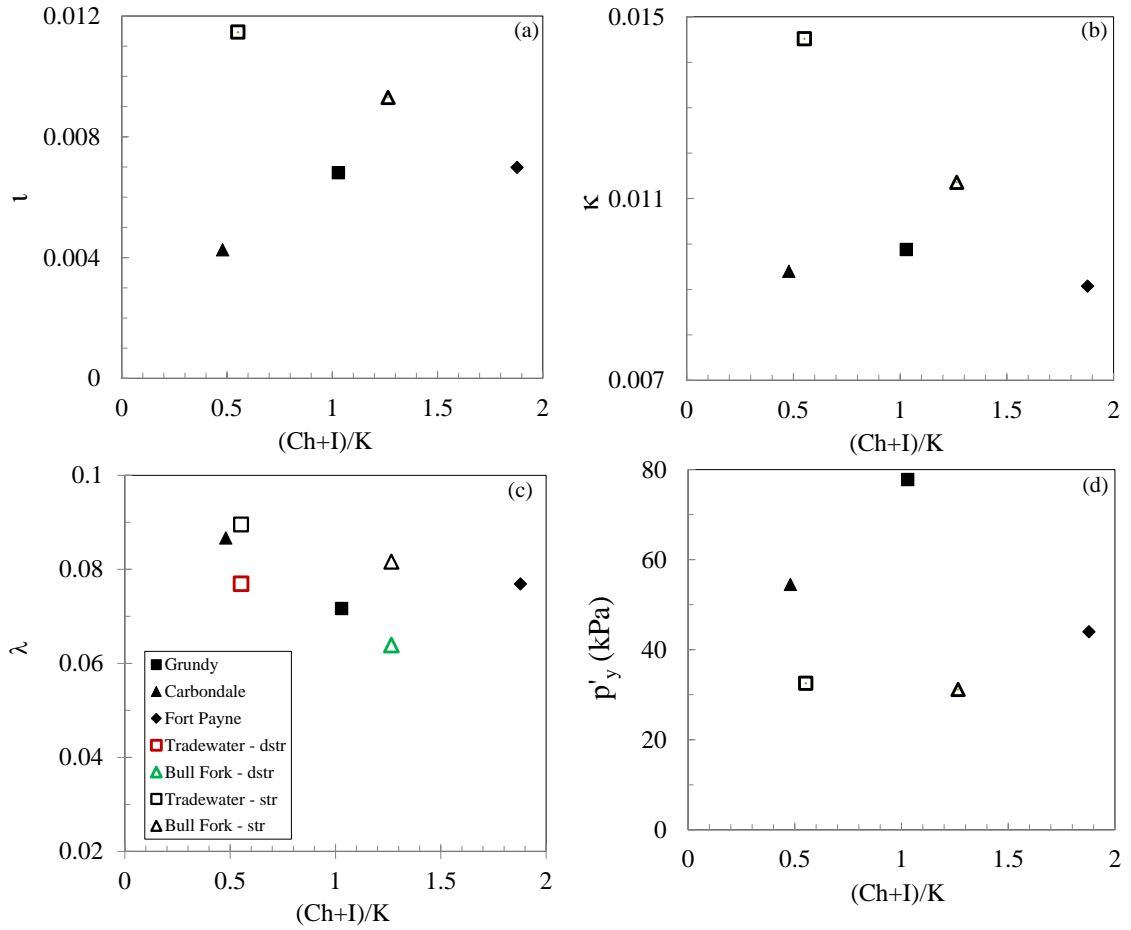 (a)
0.012
0.008
0.004
0
ι
0 0.5 1 1.5 2
(Ch+I)/K
(b)
0.015
0.011
0.007
κ
0 0.5 1 1.5 2
(Ch+I)/K
(c)
0.1
0.08
0.06
0.04
0.02
λ
Grundy
Carbondale
Fort Payne
Tradewater - dstr
Bull Fork - dstr
Tradewater - str
Bull Fork - str
0 0.5 1 1.5 2
(Ch+I)/K
(d)
80
60
40
20
0
p'y (kPa)
0 0.5 1 1.5 2
(Ch+I)/K